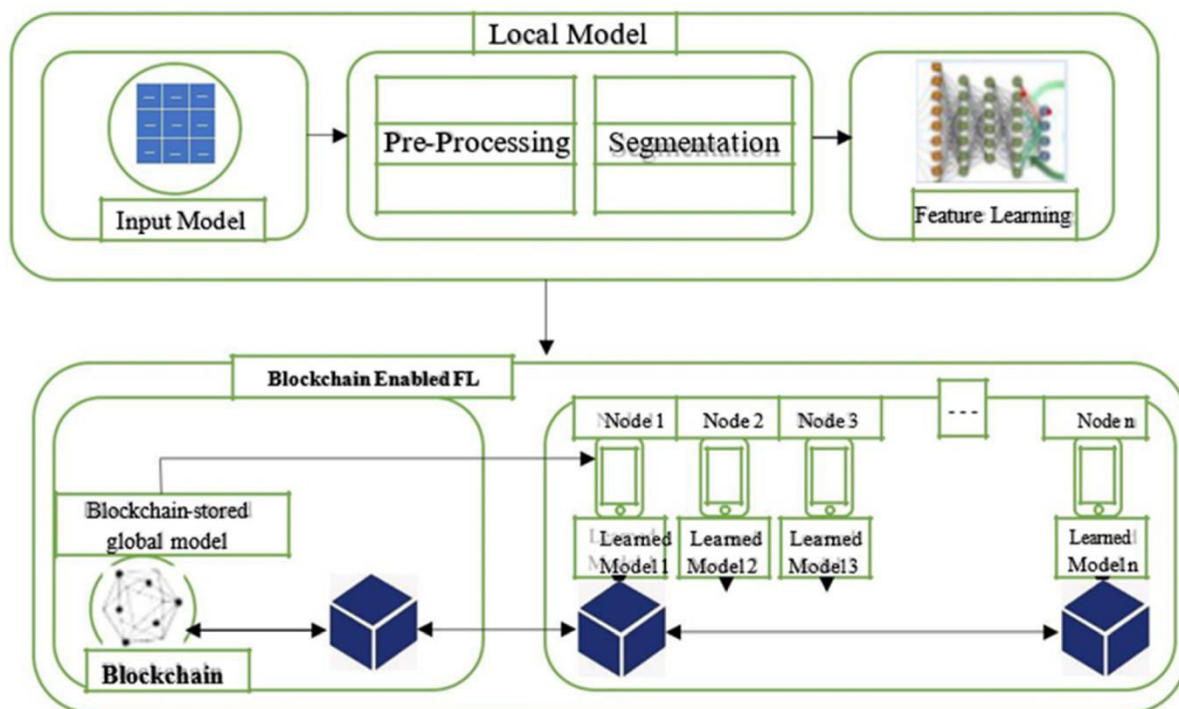 Local Model
Pre-Processing
Segmentation
Input Model
Feature Learning
Blockchain Enabled FL
Node 1
Node 2
Node 3
---
Node n
Blockchain-stored
global model
Learned
Model 1
Learned
Model 2
Learned
Model 3
Learned
Model n
Blockchain